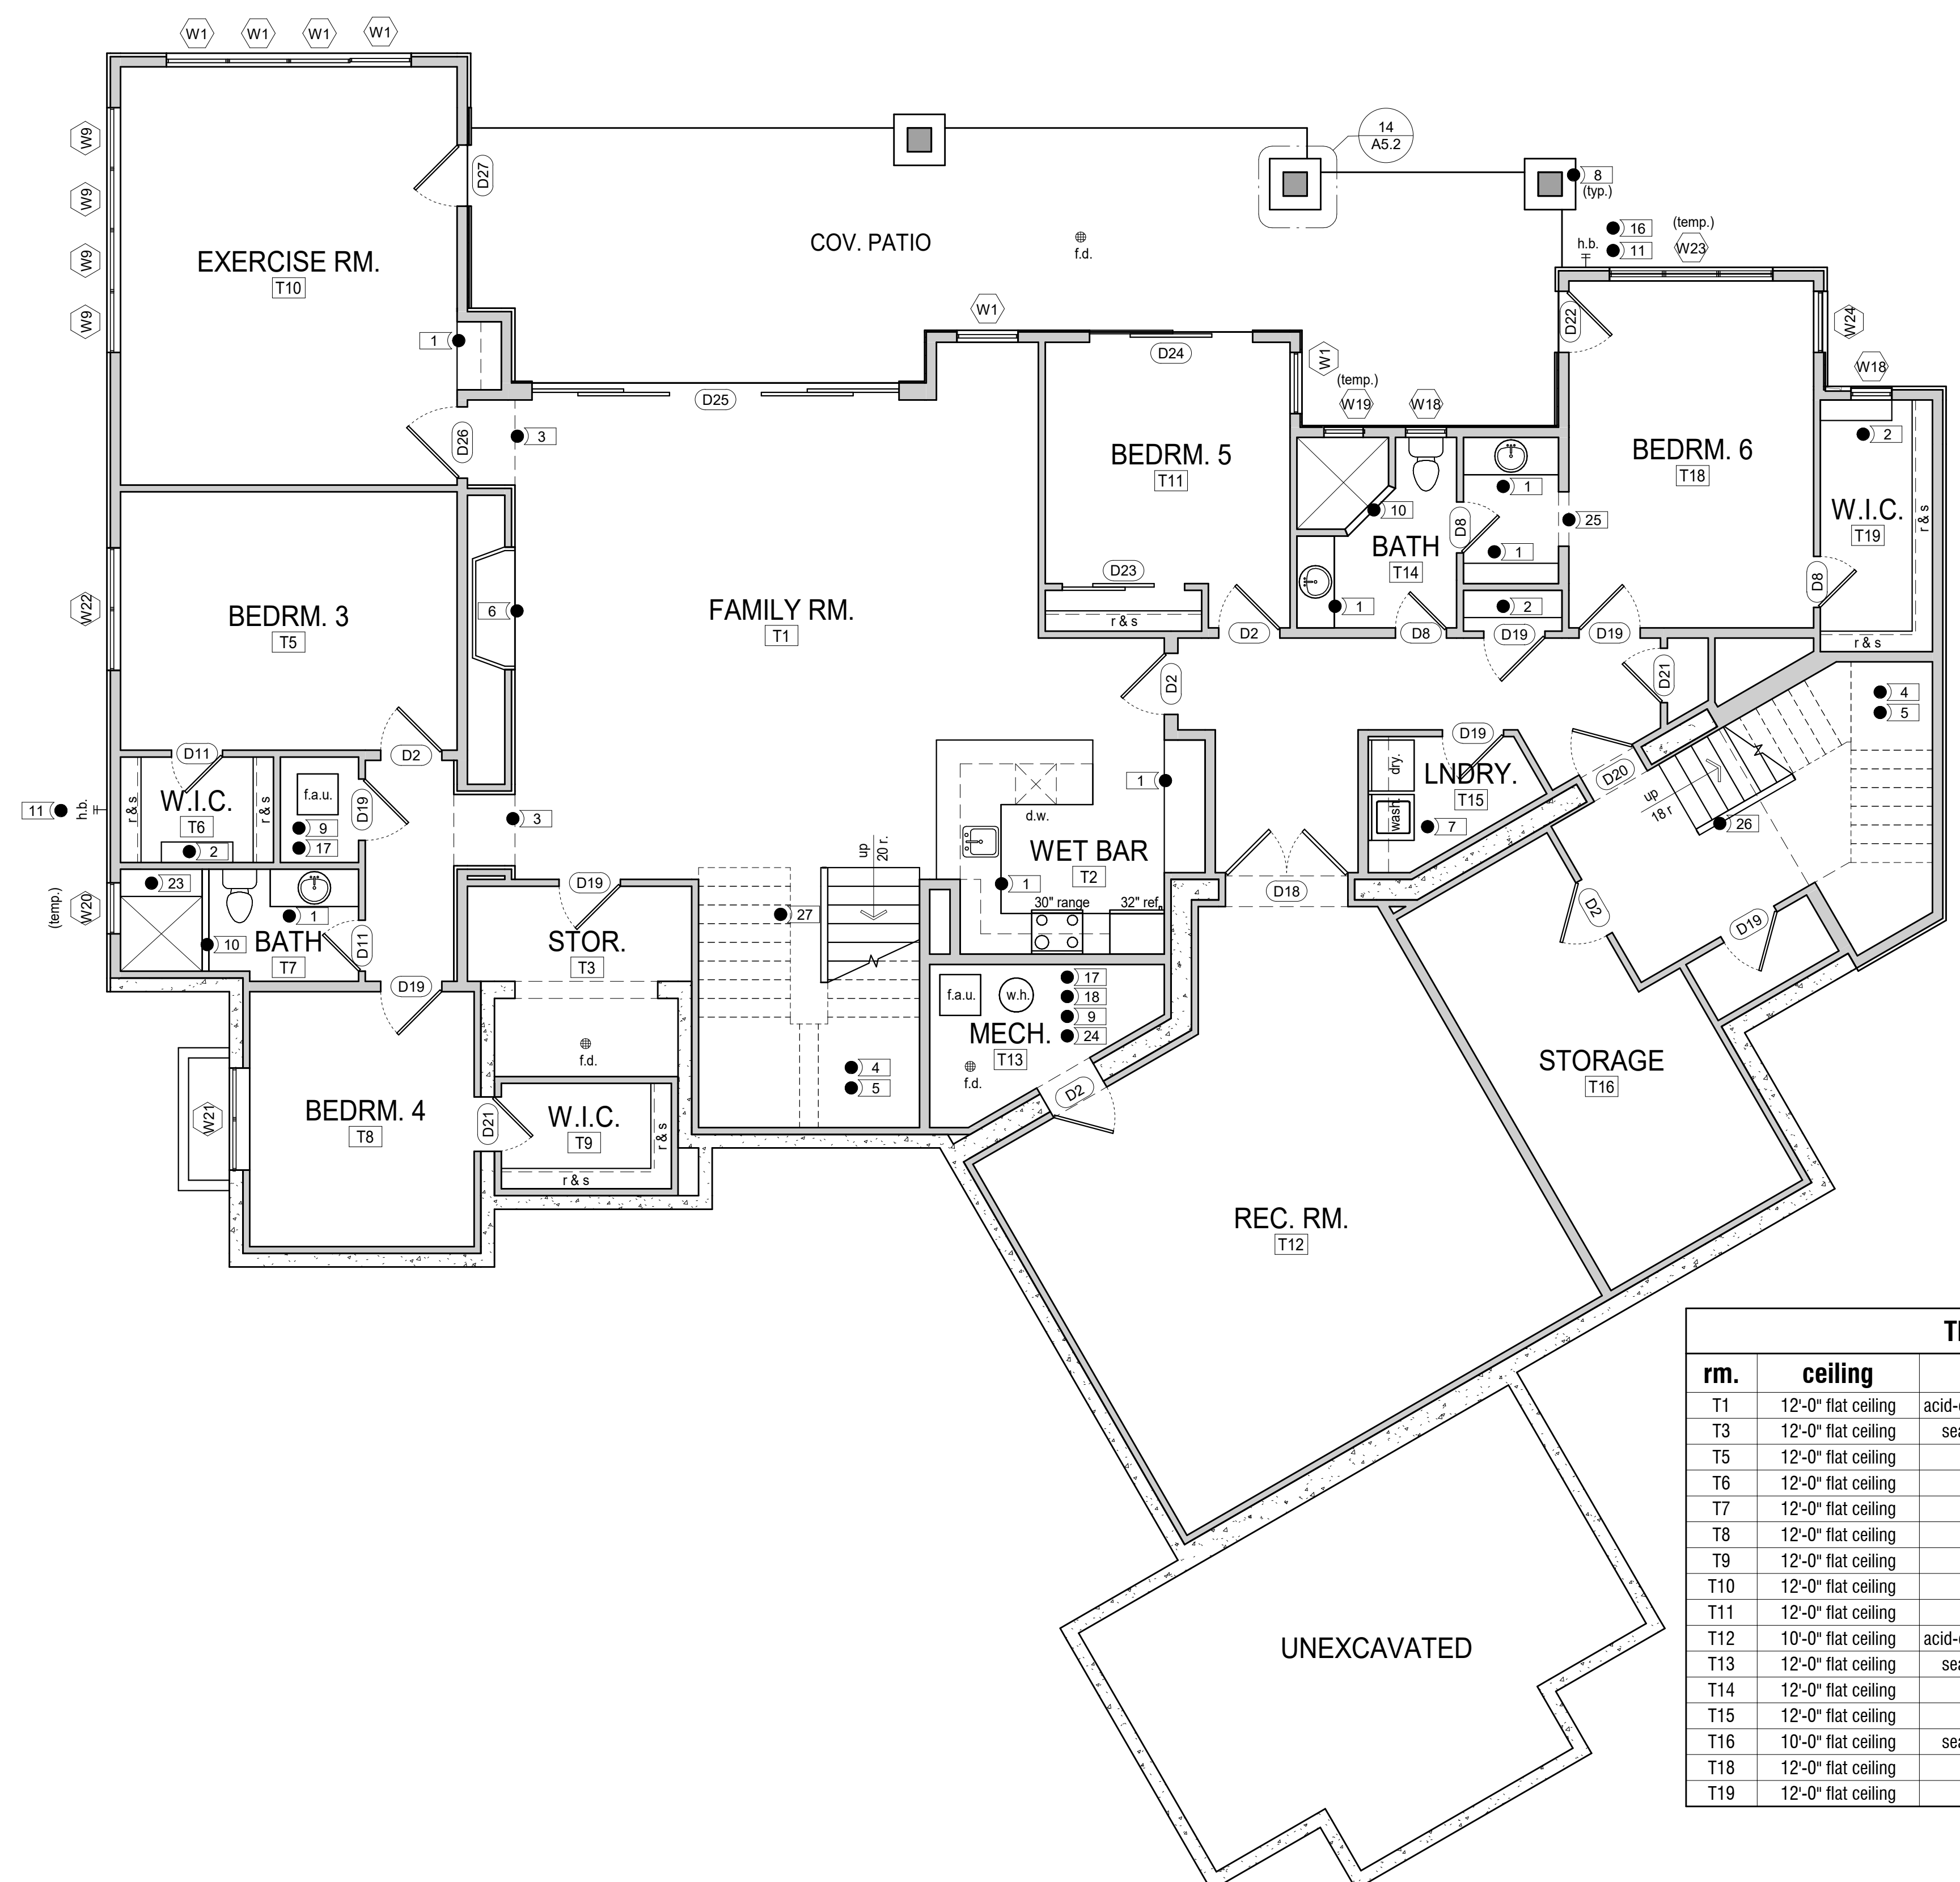 W1 W1 W1 W1
W9
W9
W9
W9
D27
14
A5.2
8
(typ.)
16
11
h.b.
(temp.)
W23
COV. PATIO
f.d.
EXERCISE RM.
T10
1
W1
D24
D25
D26
3
W1
(temp.)
W19
W18
D22
W24
W18
2
BEDRM. 5
T11
1
10
25
BEDRM. 6
T18
W.I.C.
T19
r & s
D8
BATH
T14
1
D8
D23
r & s
1
2
r & s
D2
D8
D19
D19
W22
BEDRM. 3
T5
6
FAMILY RM.
T1
D2
D21
4
5
D11
D2
r & s
W.I.C.
T6
r & s
2
f.a.u.
9
17
D19
11
h.b.
3
1
d.w.
WET BAR
T2
1
30" range
32" ref.
D19
dry.
LNDRY.
T15
wash.
7
D20
up
18 r
26
D18
(temp.)
W20
23
1
10
BATH
T7
D11
D19
D19
STOR.
T3
f.d.
27
up
20 r.
4
5
f.a.u.
w.h.
17
18
9
24
MECH.
T13
f.d.
D2
D2
D19
STORAGE
T16
W21
BEDRM. 4
T8
D21
W.I.C.
T9
r & s
r & s
REC. RM.
T12
UNEXCAVATED
rm. ceiling
T1 12'-0" flat ceiling acid-
T3 12'-0" flat ceiling sea
T5 12'-0" flat ceiling
T6 12'-0" flat ceiling
T7 12'-0" flat ceiling
T8 12'-0" flat ceiling
T9 12'-0" flat ceiling
T10 12'-0" flat ceiling
T11 12'-0" flat ceiling
T12 10'-0" flat ceiling acid-
T13 12'-0" flat ceiling sea
T14 12'-0" flat ceiling
T15 12'-0" flat ceiling
T16 10'-0" flat ceiling sea
T18 12'-0" flat ceiling
T19 12'-0" flat ceiling